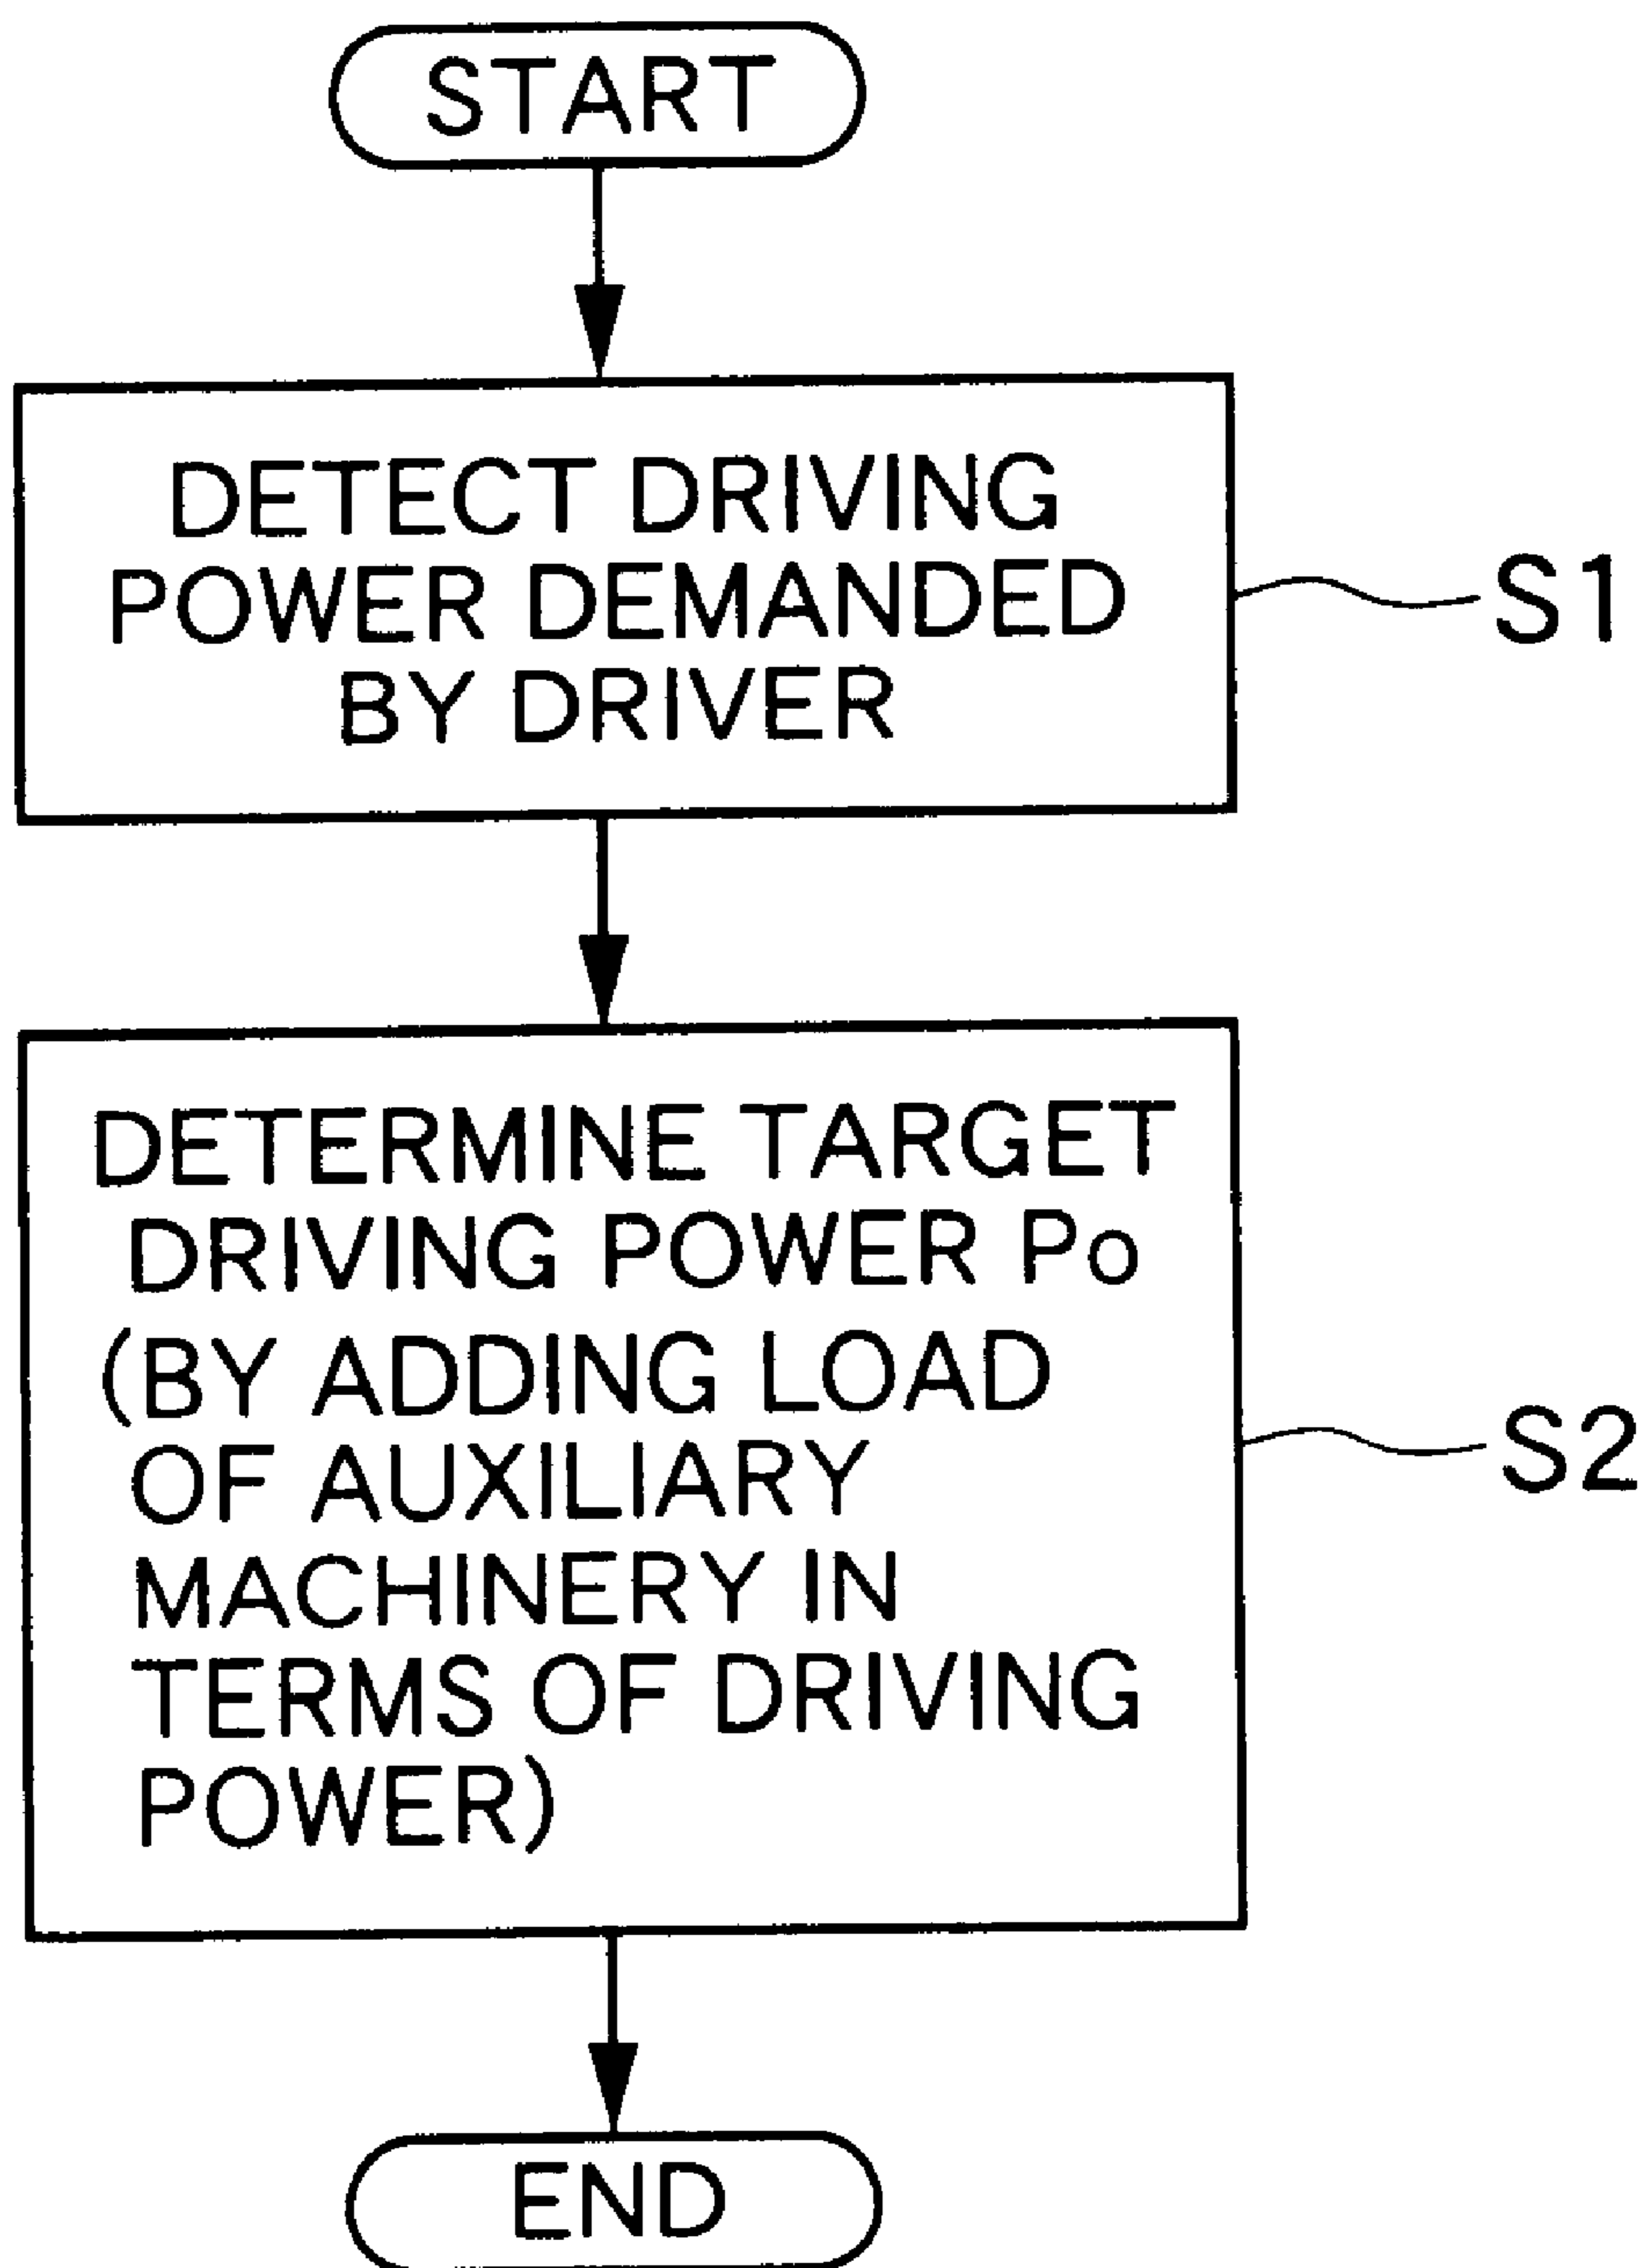 START
DETECT DRIVING
POWER DEMANDED
BY DRIVER
S1
DETERMINE TARGET
DRIVING POWER Po
(BY ADDING LOAD
OF AUXILIARY
MACHINERY IN
TERMS OF DRIVING
POWER)
S2
END